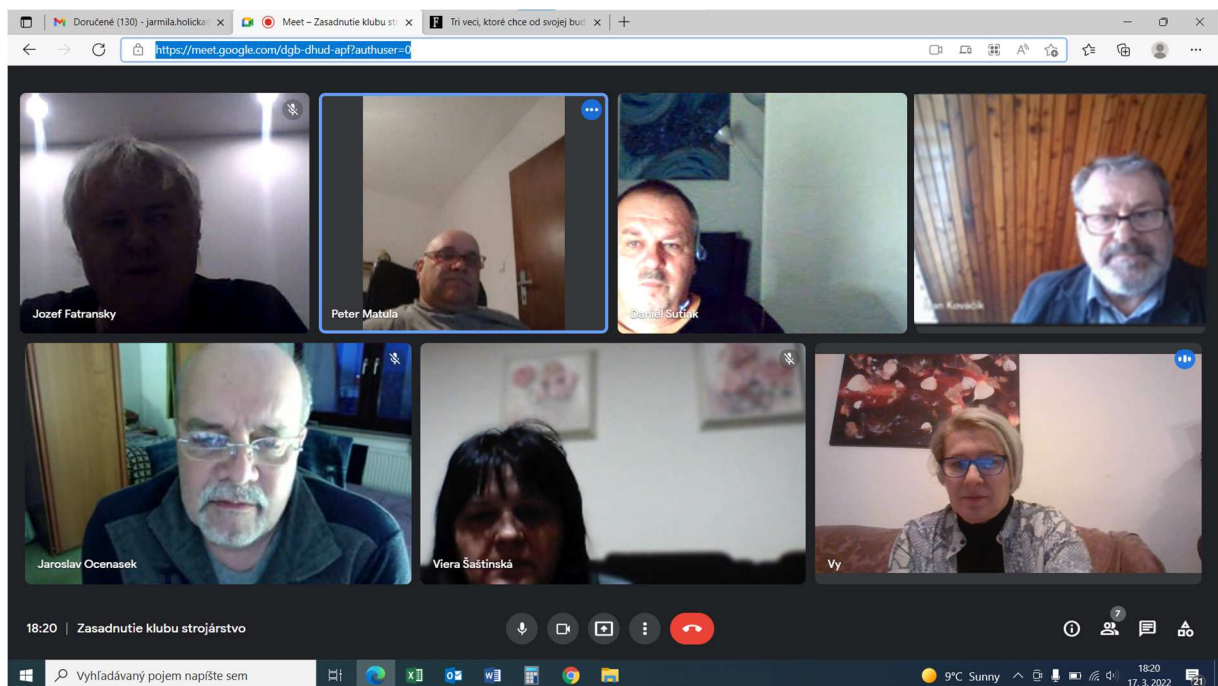 Doručené (130) - jarmila.holicka
Meet – Zasadnutie klubu st
Tri veci, ktoré chce od svojej bud
https://meet.google.com/dgb-dhud-apf?authuser=0
Jozef Fatransky
Peter Matula
Daniel Sutiak
Kováčik
Jaroslav Ocenasek
Viera Šaštinská
Vy
18:20 | Zasadnutie klubu strojárstvo
7
Vyhľadávaný pojem napíšte sem
9°C Sunny
18:20
17. 3. 2022
21